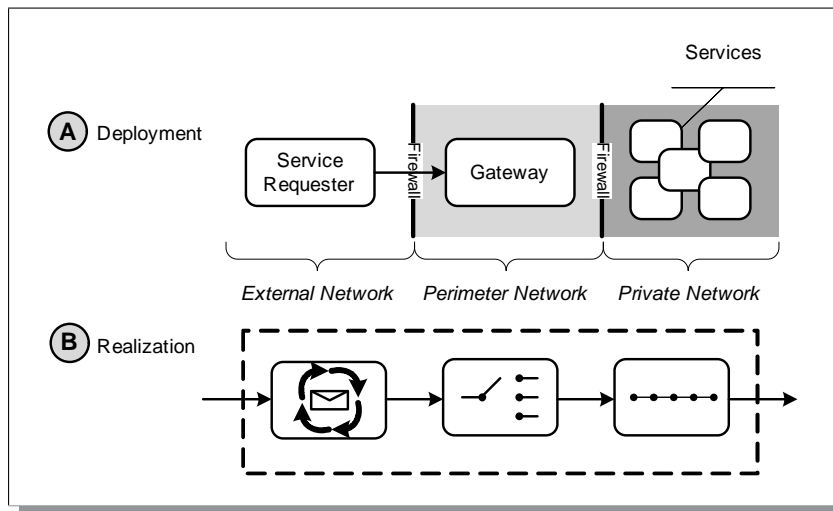 Services
A
Deployment
Service
Requester
Firewall
Gateway
Firewall
External Network
Perimeter Network
Private Network
B
Realization